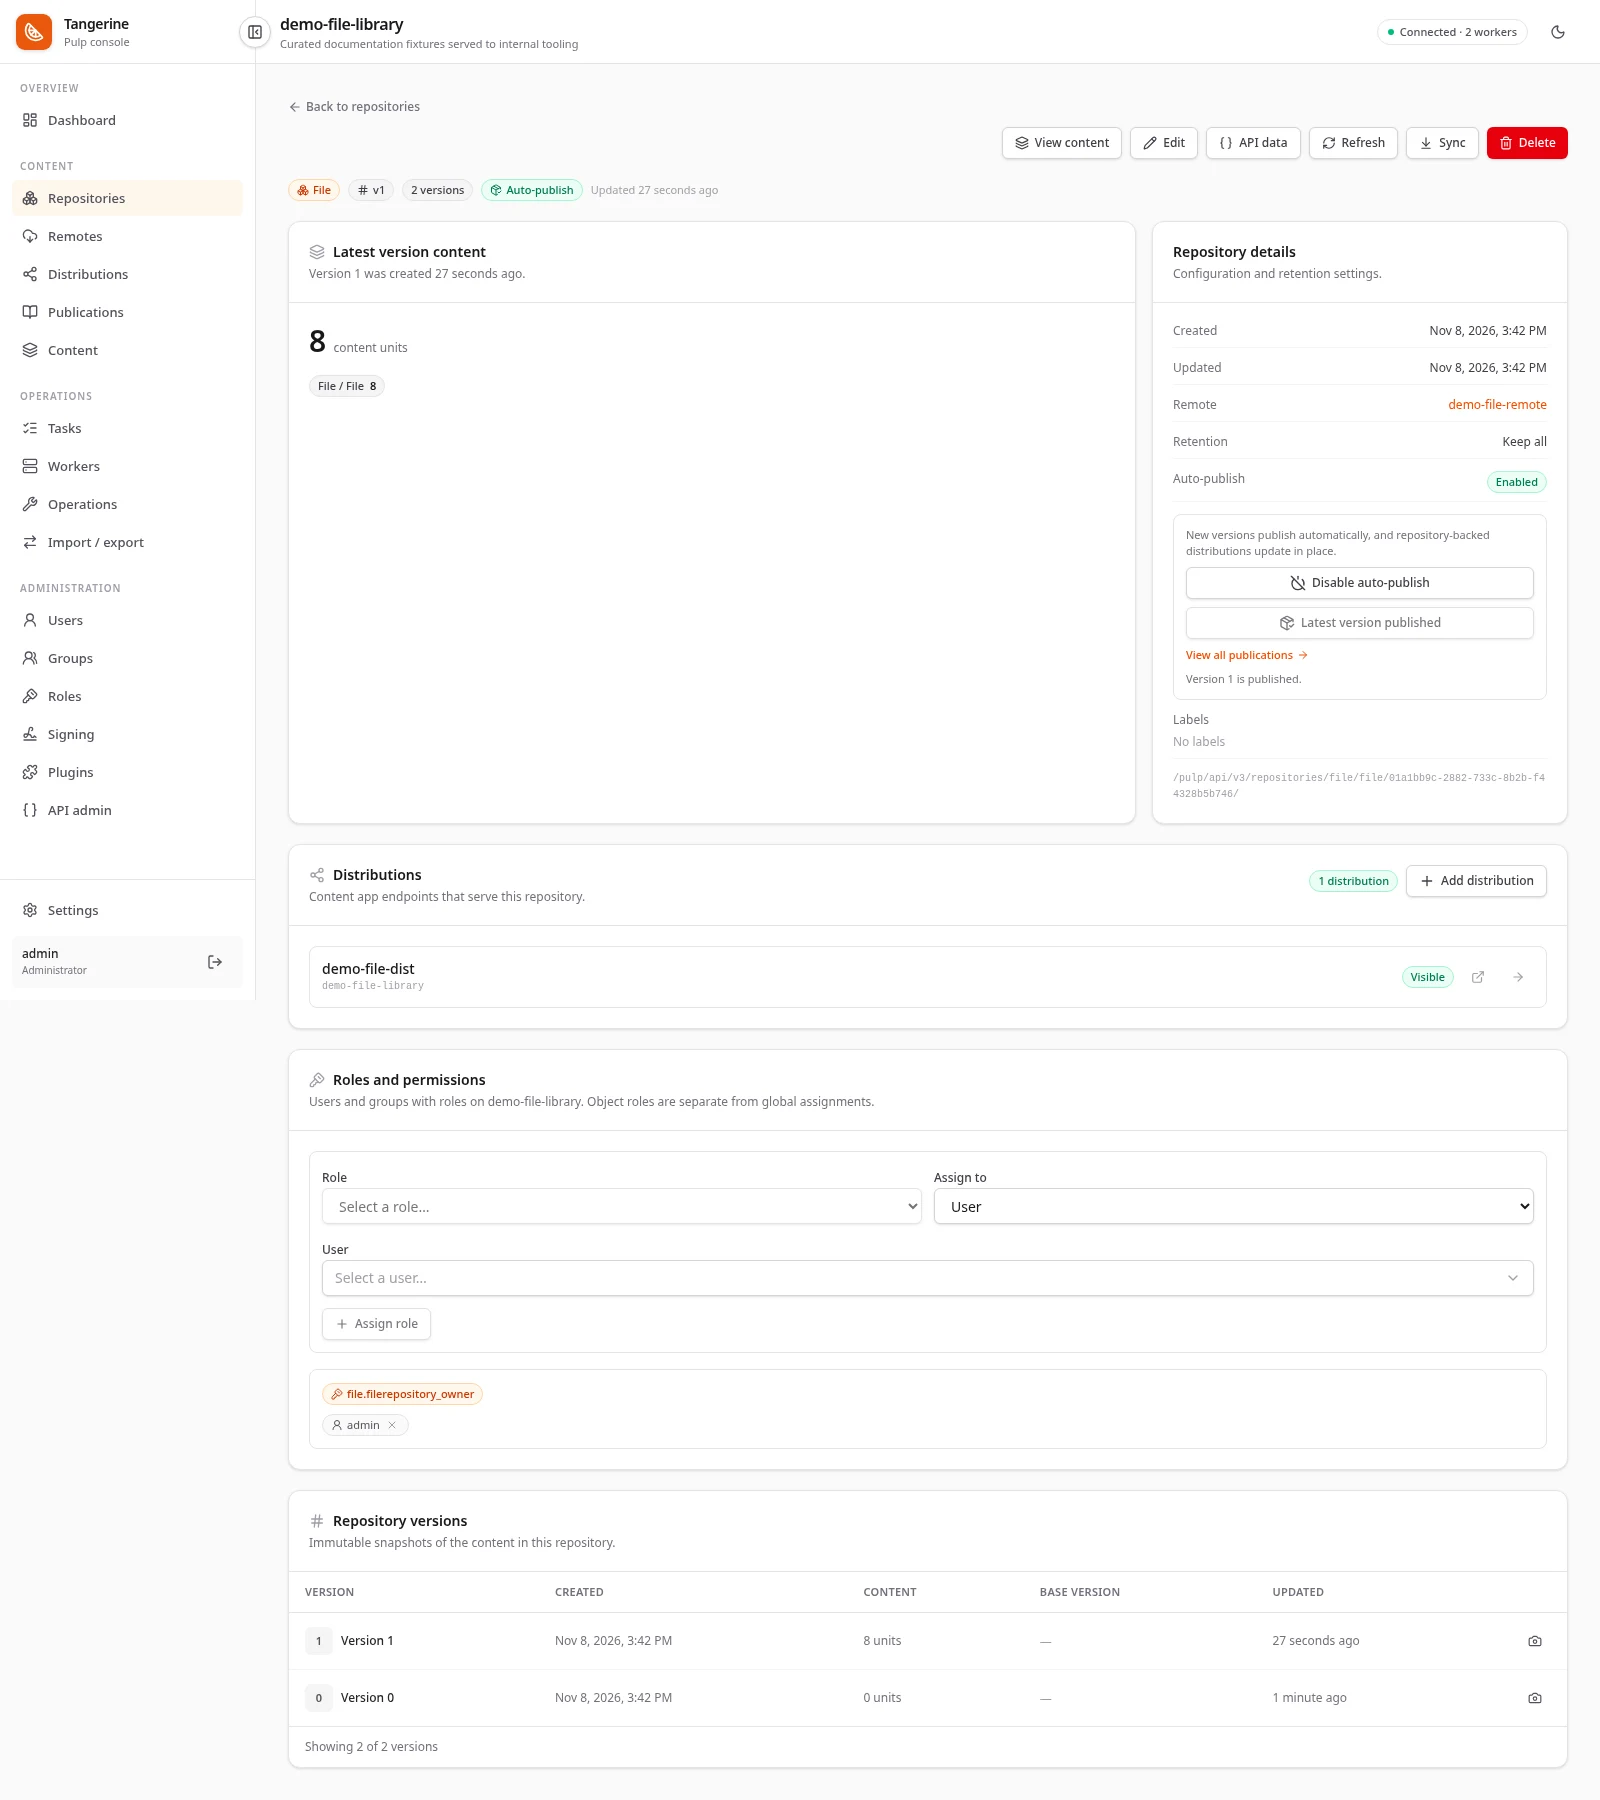 Tangerine
Pulp console
OVERVIEW
Dashboard
CONTENT
Repositories
Remotes
Distributions
Publications
Content
OPERATIONS
Tasks
Workers
Operations
Import / export
ADMINISTRATION
Users
Groups
Roles
Signing
Plugins
API admin
Settings
admin
Administrator
demo-file-library
Curated documentation fixtures served to internal tooling
Connected · 2 workers
Back to repositories
View content
Edit
API data
Refresh
Sync
Delete
File
v1
2 versions
Auto-publish
Updated 27 seconds ago
Latest version content
Version 1 was created 27 seconds ago.
8 content units
File / File 8
Repository details
Configuration and retention settings.
Created Nov 8, 2026, 3:42 PM
Updated Nov 8, 2026, 3:42 PM
Remote demo-file-remote
Retention Keep all
Auto-publish Enabled
New versions publish automatically, and repository-backed
distributions update in place.
Disable auto-publish
Latest version published
View all publications
Version 1 is published.
Labels
No labels
/pulp/api/v3/repositories/file/file/01a1bb9c-2882-733c-8b2b-f4
4328b5b746/
Distributions
Content app endpoints that serve this repository.
1 distribution
Add distribution
demo-file-dist
demo-file-library
Visible
Roles and permissions
Users and groups with roles on demo-file-library. Object roles are separate from global assignments.
Role
Select a role...
Assign to
User
User
Select a user...
Assign role
file.filerepository_owner
admin
Repository versions
Immutable snapshots of the content in this repository.
VERSION CREATED CONTENT BASE VERSION UPDATED
1 Version 1 Nov 8, 2026, 3:42 PM 8 units — 27 seconds ago
0 Version 0 Nov 8, 2026, 3:42 PM 0 units — 1 minute ago
Showing 2 of 2 versions